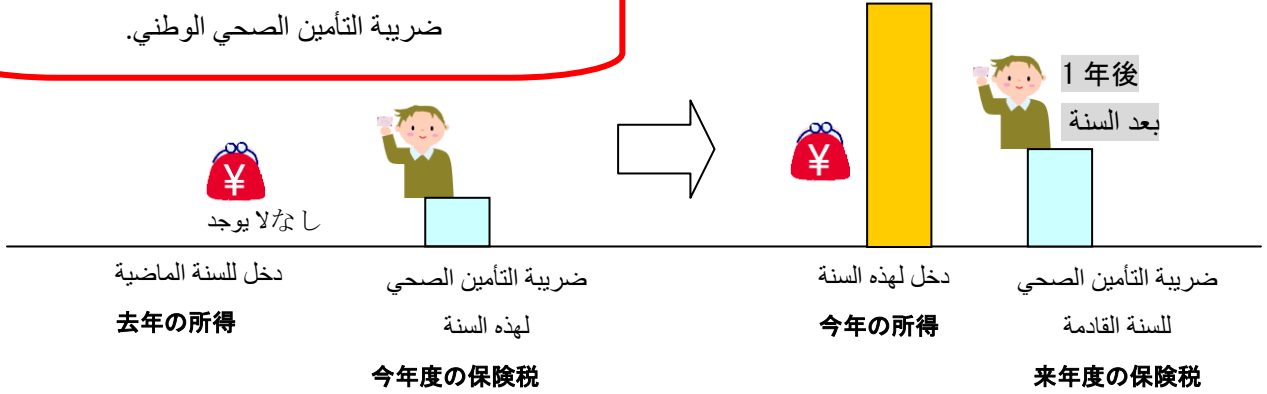 ضريبة التأمين الصحي الوطني.
¥
لا يوجد なし
دخل للسنة الماضية
去年の所得
ضريبة التأمين الصحي
لهذه السنة
今年度の保険税
¥
1年後
بعد السنة
دخل لهذه السنة
今年の所得
ضريبة التأمين الصحي
للسنة القادمة
来年度の保険税